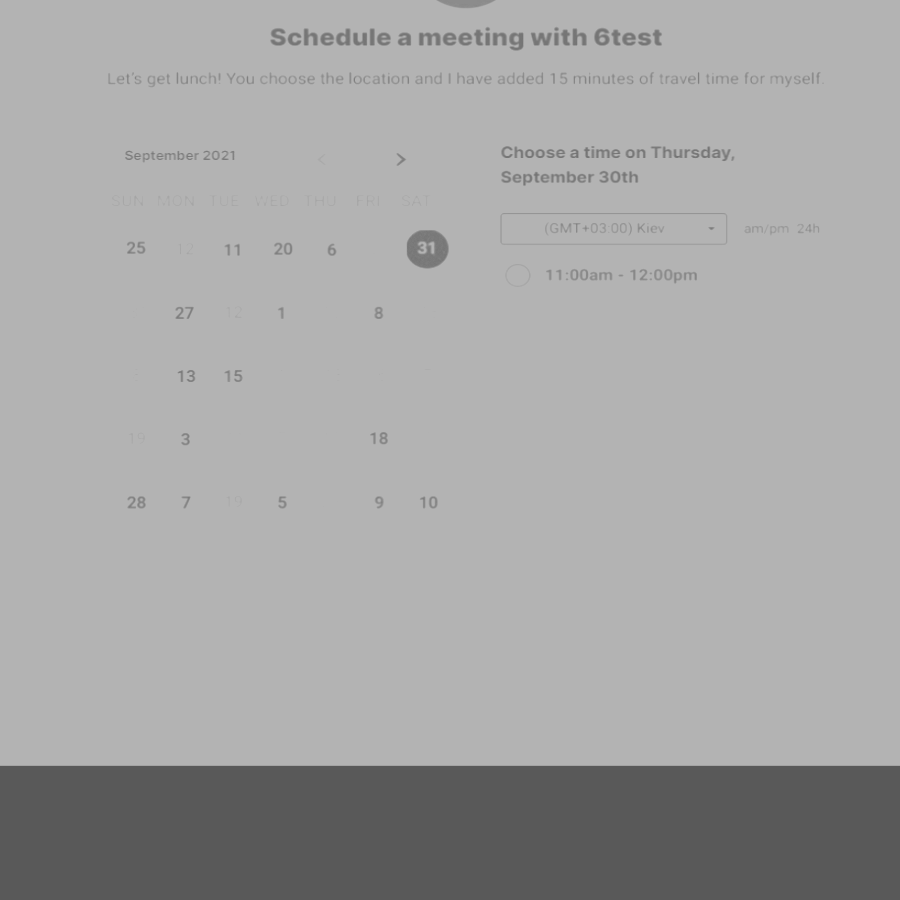 Schedule a meeting with 6test
Let's get lunch! You choose the location and I have added 15 minutes of travel time for myself.
September 2021
SUN MON TUE WED THU FRI SAT
25 12 11 20 6 31
27 12 1 8
13 15
19 3 18
28 7 19 5 9 10
Choose a time on Thursday,
September 30th
(GMT+03:00) Kiev am/pm 24h
11:00am - 12:00pm